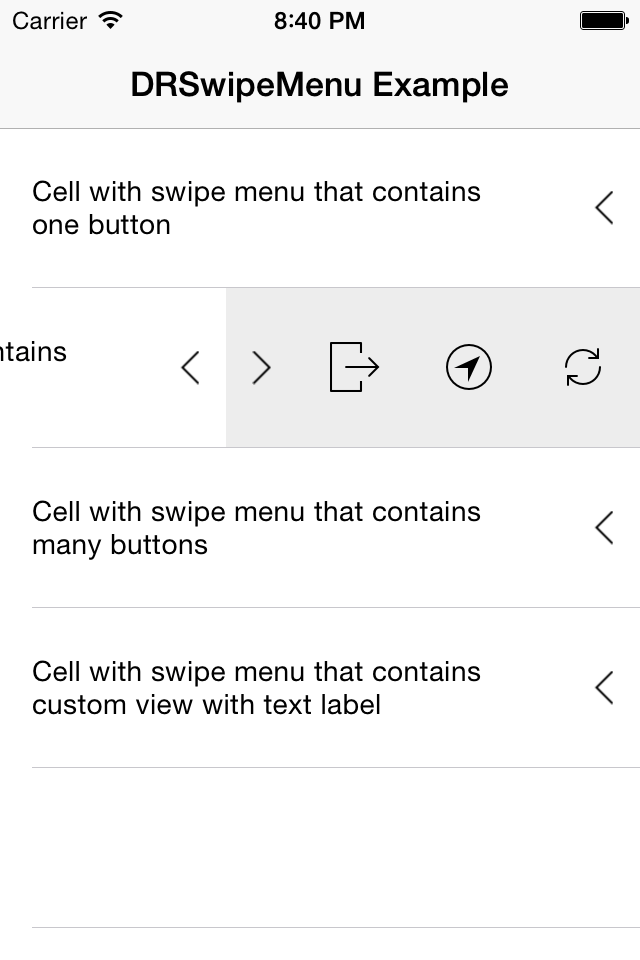 Carrier 8:40 PM
DRSwipeMenu Example
Cell with swipe menu that contains
one button
ntains
Cell with swipe menu that contains
many buttons
Cell with swipe menu that contains
custom view with text label